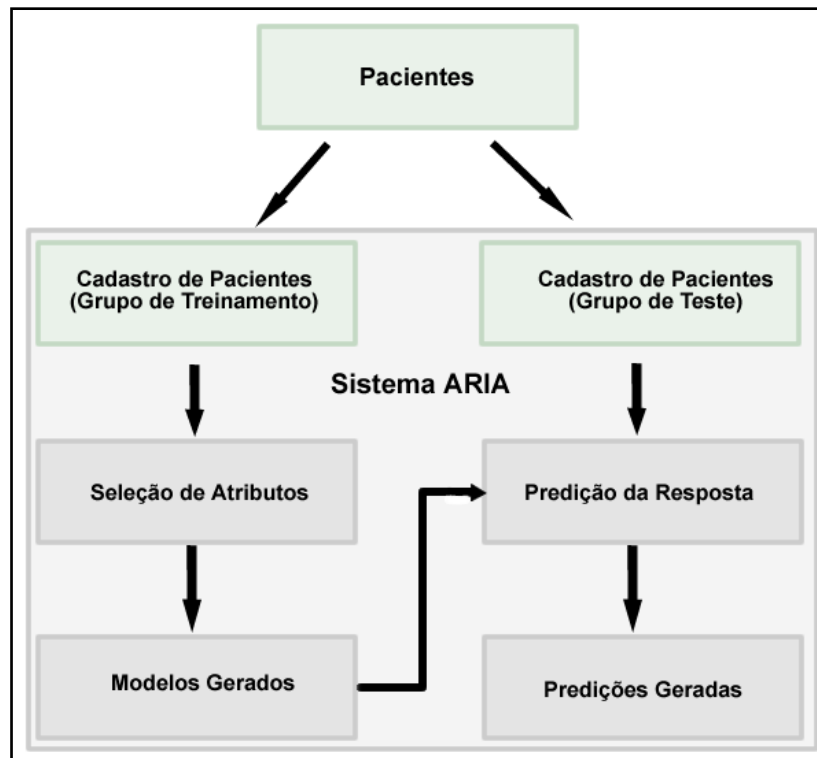 Pacientes
Cadastro de Pacientes
(Grupo de Treinamento)
Cadastro de Pacientes
(Grupo de Teste)
Sistema ARIA
Seleção de Atributos
Predição da Resposta
Modelos Gerados
Predições Geradas